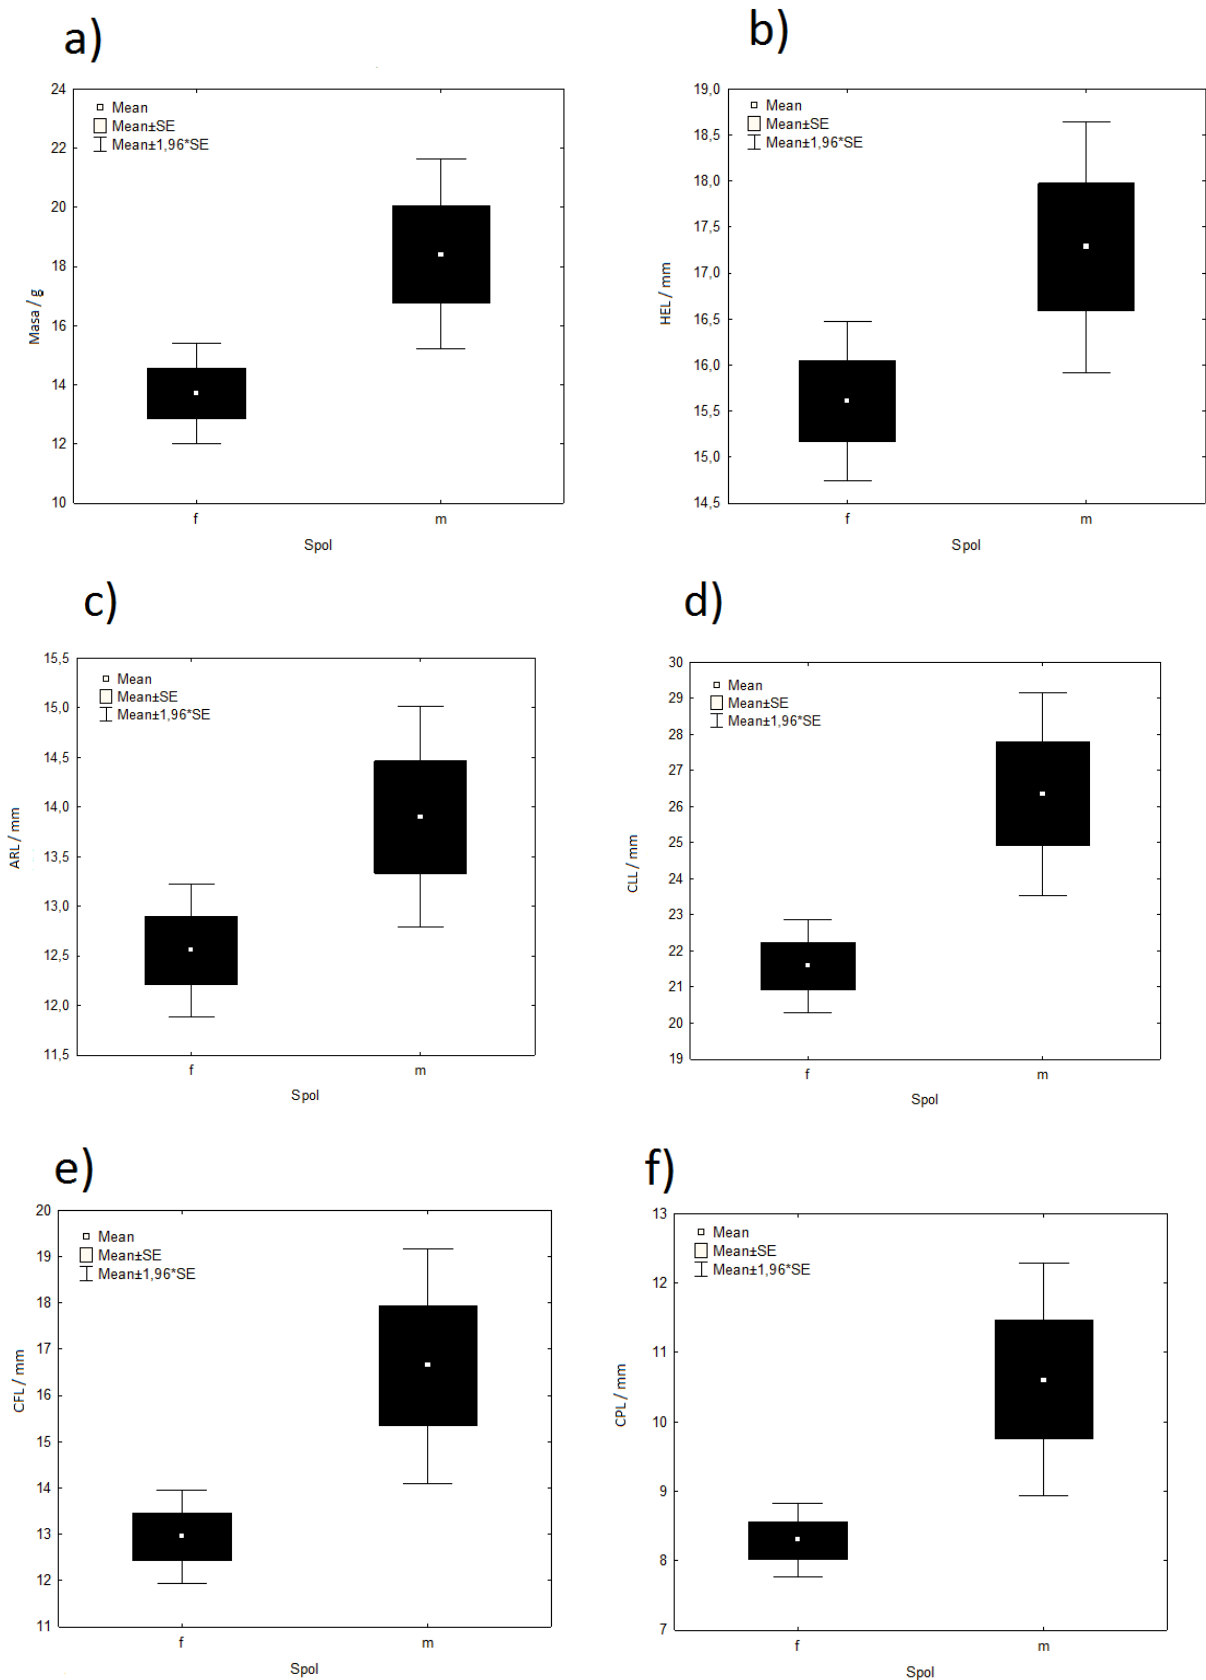 a)
24
22
20
18
16
14
12
10
Masa / g
Mean
Mean±SE
Mean±1,96*SE
f
m
Spol
b)
19,0
18,5
18,0
17,5
17,0
16,5
16,0
15,5
15,0
14,5
HEL / mm
Mean
Mean±SE
Mean±1,96*SE
f
m
Spol
c)
15,5
15,0
14,5
14,0
13,5
13,0
12,5
12,0
11,5
ARL / mm
Mean
Mean±SE
Mean±1,96*SE
f
m
Spol
d)
30
29
28
27
26
25
24
23
22
21
20
19
CLL / mm
Mean
Mean±SE
Mean±1,96*SE
f
m
Spol
e)
20
19
18
17
16
15
14
13
12
11
CFL / mm
Mean
Mean±SE
Mean±1,96*SE
f
m
Spol
f)
13
12
11
10
9
8
7
CPL / mm
Mean
Mean±SE
Mean±1,96*SE
f
m
Spol